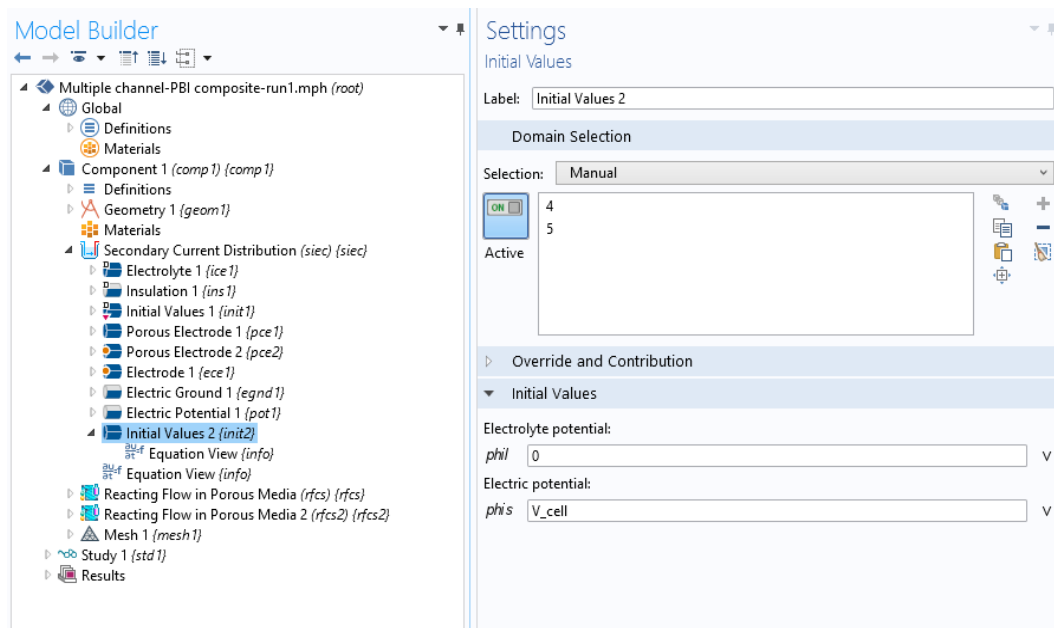 Model Builder
Multiple channel-PBI composite-run1.mph (root)
Global
Definitions
Materials
Component 1 (comp1) {comp1}
Definitions
Geometry 1 {geom1}
Materials
Secondary Current Distribution (siec) {siec}
Electrolyte 1 {ice1}
Insulation 1 {ins1}
Initial Values 1 {init1}
Porous Electrode 1 {pce1}
Porous Electrode 2 {pce2}
Electrode 1 {ece1}
Electric Ground 1 {egnd1}
Electric Potential 1 {pot1}
Initial Values 2 {init2}
Equation View {info}
Equation View {info}
Reacting Flow in Porous Media (rfcs) {rfcs}
Reacting Flow in Porous Media 2 (rfcs2) {rfcs2}
Mesh 1 {mesh1}
Study 1 {std1}
Results
Settings
Initial Values
Label: Initial Values 2
Domain Selection
Selection: Manual
ON
4
5
Active
Override and Contribution
Initial Values
Electrolyte potential:
phil 0 V
Electric potential:
phis V_cell V